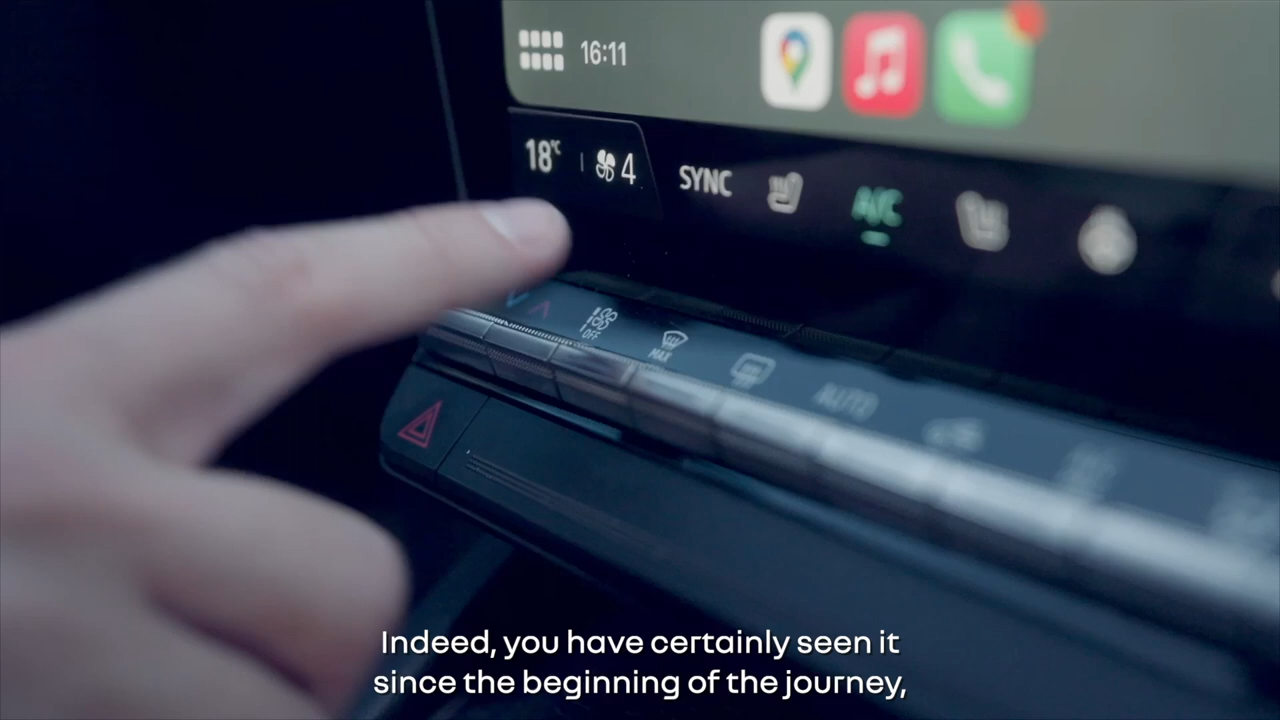 16:11
18°C
4
SYNC
A/C
OFF
MAX
AUTO
Indeed, you have certainly seen it
since the beginning of the journey,